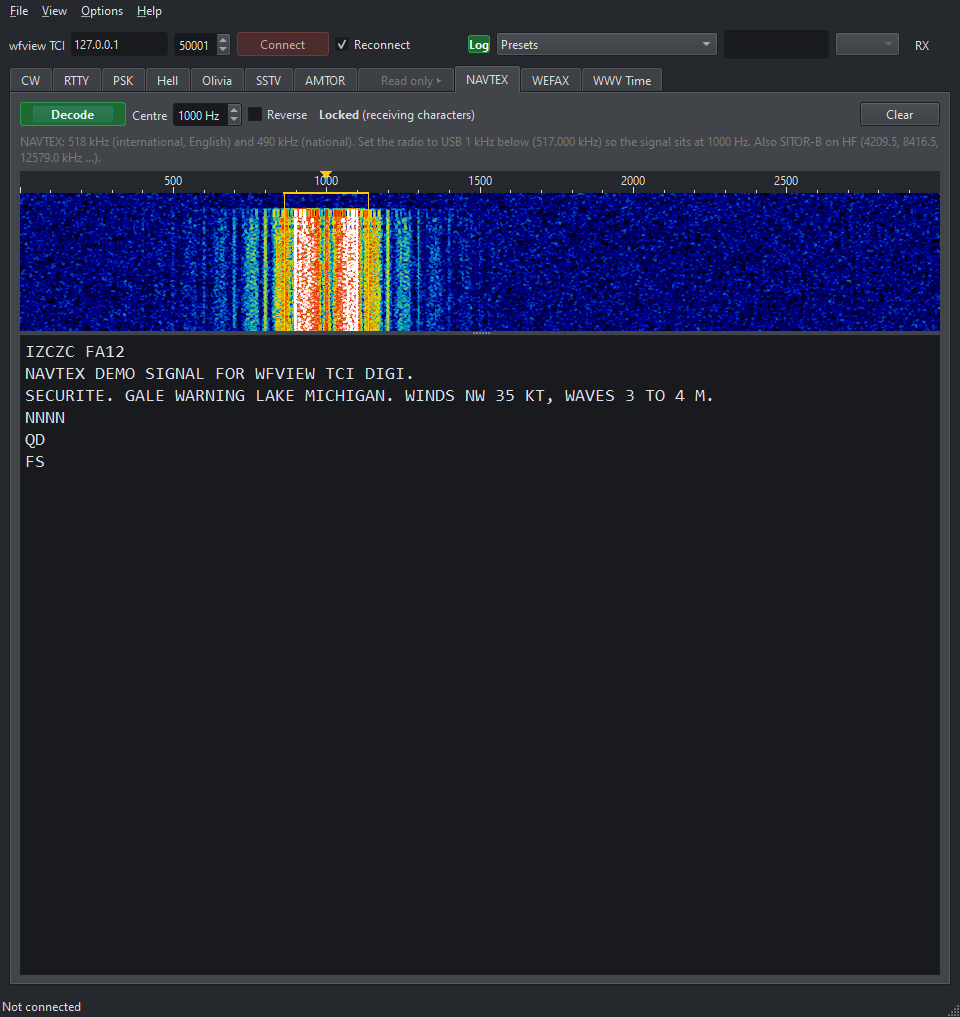 File View Options Help
wfview TCI 127.0.0.1 50001 Connect Reconnect Log Presets RX
CW RTTY PSK Hell Olivia SSTV AMTOR Read only NAVTEX WEFAX WWV Time
Decode Centre 1000 Hz Reverse Locked (receiving characters) Clear
NAVTEX: 518 kHz (international, English) and 490 kHz (national). Set the radio to USB 1 kHz below (517.000 kHz) so the signal sits at 1000 Hz. Also SITOR-B on HF (4209.5, 8416.5,
12579.0 kHz ...).
500 1000 1500 2000 2500
IZCZC FA12
NAVTEX DEMO SIGNAL FOR WFVIEW TCI DIGI.
SECURITE. GALE WARNING LAKE MICHIGAN. WINDS NW 35 KT, WAVES 3 TO 4 M.
NNNN
QD
FS
Not connected